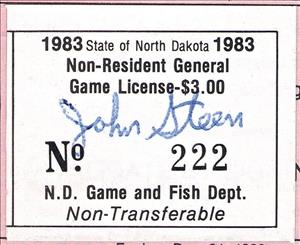 1983 State of North Dakota 1983
Non-Resident General
Game License-$3.00
John Steen
No 222
N.D. Game and Fish Dept.
Non-Transferable